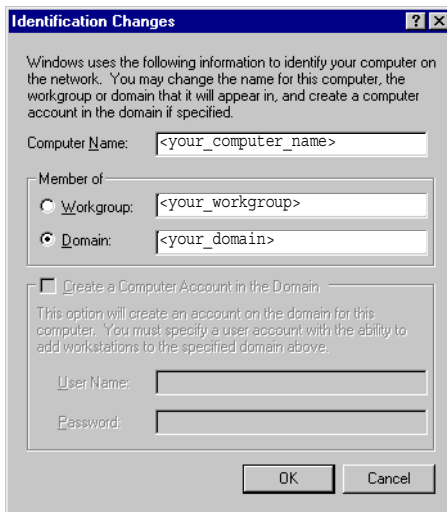 Identification Changes
Windows uses the following information to identify your computer on
the network. You may change the name for this computer, the
workgroup or domain that it will appear in, and create a computer
account in the domain if specified.
Computer Name: <your_computer_name>
Member of
Workgroup: <your_workgroup>
Domain: <your_domain>
Create a Computer Account in the Domain
This option will create an account on the domain for this
computer. You must specify a user account with the ability to
add workstations to the specified domain above.
User Name:
Password:
OK Cancel